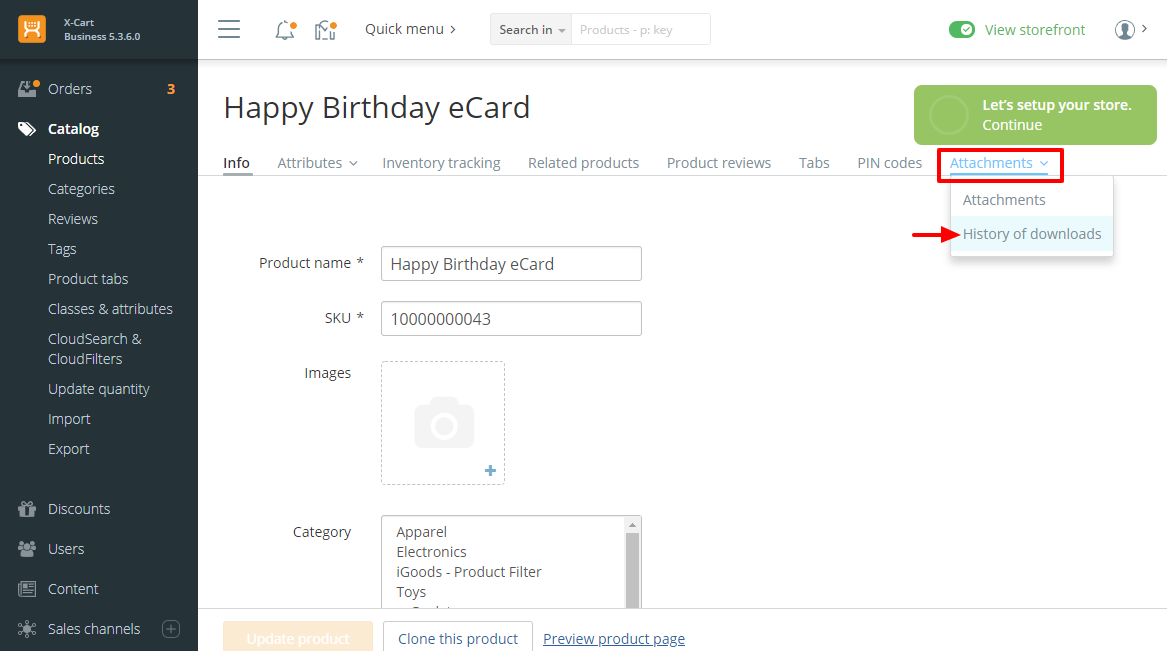 X-Cart
Business 5.3.6.0
Quick menu
Search in
Products - p: key
View storefront
Orders
3
Catalog
Products
Categories
Reviews
Tags
Product tabs
Classes & attributes
CloudSearch &
CloudFilters
Update quantity
Import
Export
Discounts
Users
Content
Sales channels
Happy Birthday eCard
Let's setup your store.
Continue
Info
Attributes
Inventory tracking
Related products
Product reviews
Tabs
PIN codes
Attachments
Attachments
History of downloads
Product name *
Happy Birthday eCard
SKU *
10000000043
Images
Category
Apparel
Electronics
iGoods - Product Filter
Toys
Update product
Clone this product
Preview product page